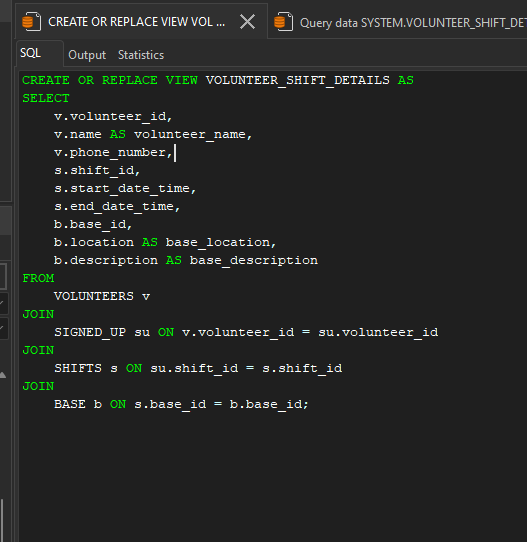 CREATE OR REPLACE VIEW VOL ...
Query data SYSTEM.VOLUNTEER_SHIFT_DE
SQL
Output
Statistics
CREATE OR REPLACE VIEW VOLUNTEER_SHIFT_DETAILS AS
SELECT
    v.volunteer_id,
    v.name AS volunteer_name,
    v.phone_number,
    s.shift_id,
    s.start_date_time,
    s.end_date_time,
    b.base_id,
    b.location AS base_location,
    b.description AS base_description
FROM
    VOLUNTEERS v
JOIN
    SIGNED_UP su ON v.volunteer_id = su.volunteer_id
JOIN
    SHIFTS s ON su.shift_id = s.shift_id
JOIN
    BASE b ON s.base_id = b.base_id;